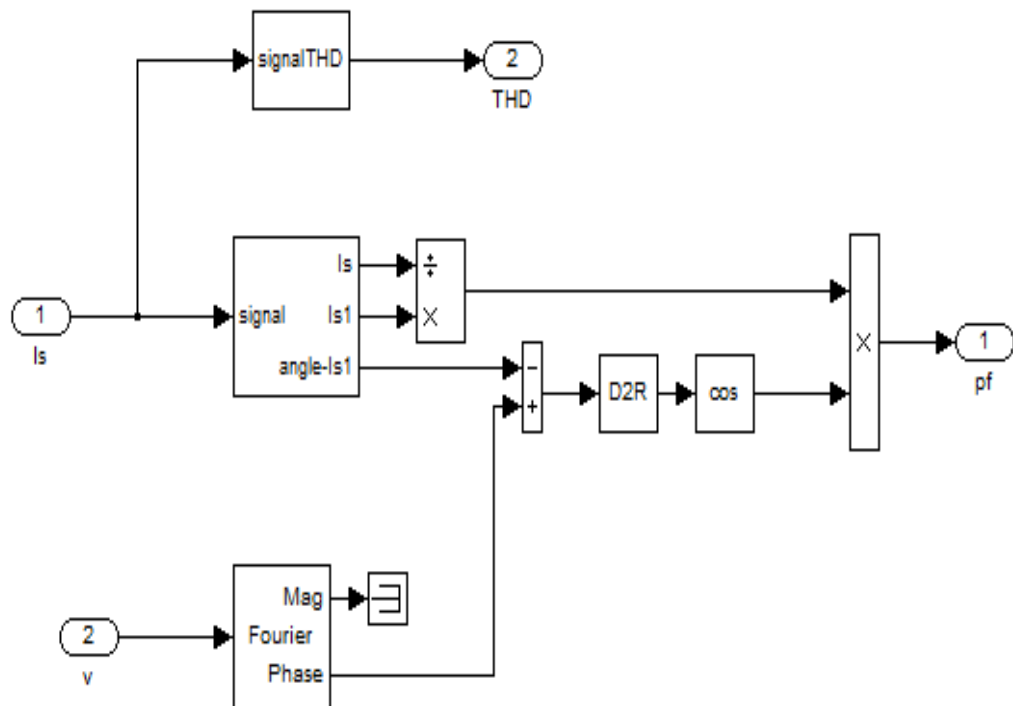 signalTHD
2
THD
Is
÷
1
signal
Is1
×
×
1
Is
angle-Is1
−
D2R
cos
pf
+
Mag
2
Fourier
v
Phase